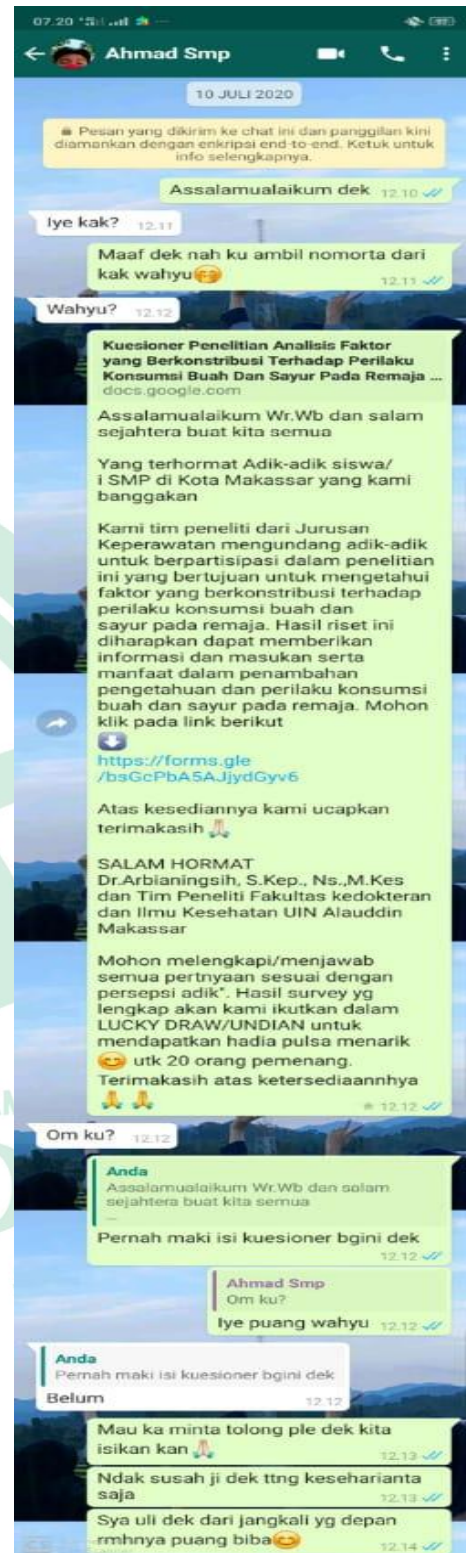 07.20
Ahmad Smp
10 JULI 2020
Pesan yang dikirim ke chat ini dan panggilan kini
diamankan dengan enkripsi end-to-end. Ketuk untuk
info selengkapnya.
Assalamualaikum dek 12.10
Iye kak? 12.11
Maaf dek nah ku ambil nomorta dari
kak wahyu🤭 12.11
Wahyu? 12.12
Kuesioner Penelitian Analisis Faktor
yang Berkonstribusi Terhadap Perilaku
Konsumsi Buah Dan Sayur Pada Remaja ...
docs.google.com
Assalamualaikum Wr.Wb dan salam
sejahtera buat kita semua
Yang terhormat Adik-adik siswa/
i SMP di Kota Makassar yang kami
banggakan
Kami tim peneliti dari Jurusan
Keperawatan mengundang adik-adik
untuk berpartisipasi dalam penelitian
ini yang bertujuan untuk mengetahui
faktor yang berkonstribusi terhadap
perilaku konsumsi buah dan
sayur pada remaja. Hasil riset ini
diharapkan dapat memberikan
informasi dan masukan serta
manfaat dalam penambahan
pengetahuan dan perilaku konsumsi
buah dan sayur pada remaja. Mohon
klik pada link berikut
⬇️
https://forms.gle
/bsGcPbA5AJjydGyv6
Atas kesediannya kami ucapkan
terimakasih 🙏🏻
SALAM HORMAT
Dr.Arbianingsih, S.Kep., Ns.,M.Kes
dan Tim Peneliti Fakultas kedokteran
dan Ilmu Kesehatan UIN Alauddin
Makassar
Mohon melengkapi/menjawab
semua pertnyaan sesuai dengan
persepsi adik". Hasil survey yg
lengkap akan kami ikutkan dalam
LUCKY DRAW/UNDIAN untuk
mendapatkan hadia pulsa menarik
😊 utk 20 orang pemenang.
Terimakasih atas ketersediaannhya
🙏 🙏 12.12
Om ku? 12.12
Anda
Assalamualaikum Wr.Wb dan salam
sejahtera buat kita semua
...
Pernah maki isi kuesioner bgini dek
12.12
Ahmad Smp
Om ku?
Iye puang wahyu 12.12
Anda
Pernah maki isi kuesioner bgini dek
Belum 12.12
Mau ka minta tolong ple dek kita
isikan kan 🙏🏻 12.13
Ndak susah ji dek ttng keseharianta
saja 12.13
Sya uli dek dari jangkali yg depan
rmhnya puang biba😊 12.14